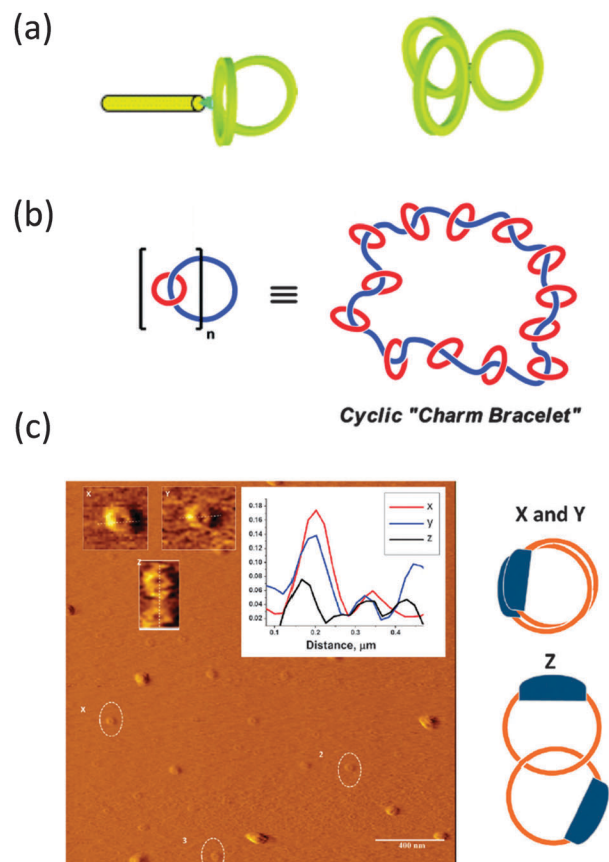 (a)
(b)
n
≡
Cyclic "Charm Bracelet"
(c)
X
Y
Z
0.18
0.16
0.14
0.12
0.10
0.08
0.06
0.04
0.02
0.1
0.2
0.3
0.4
Distance, μm
x
y
z
X
2
3
400 nm
X and Y
Z